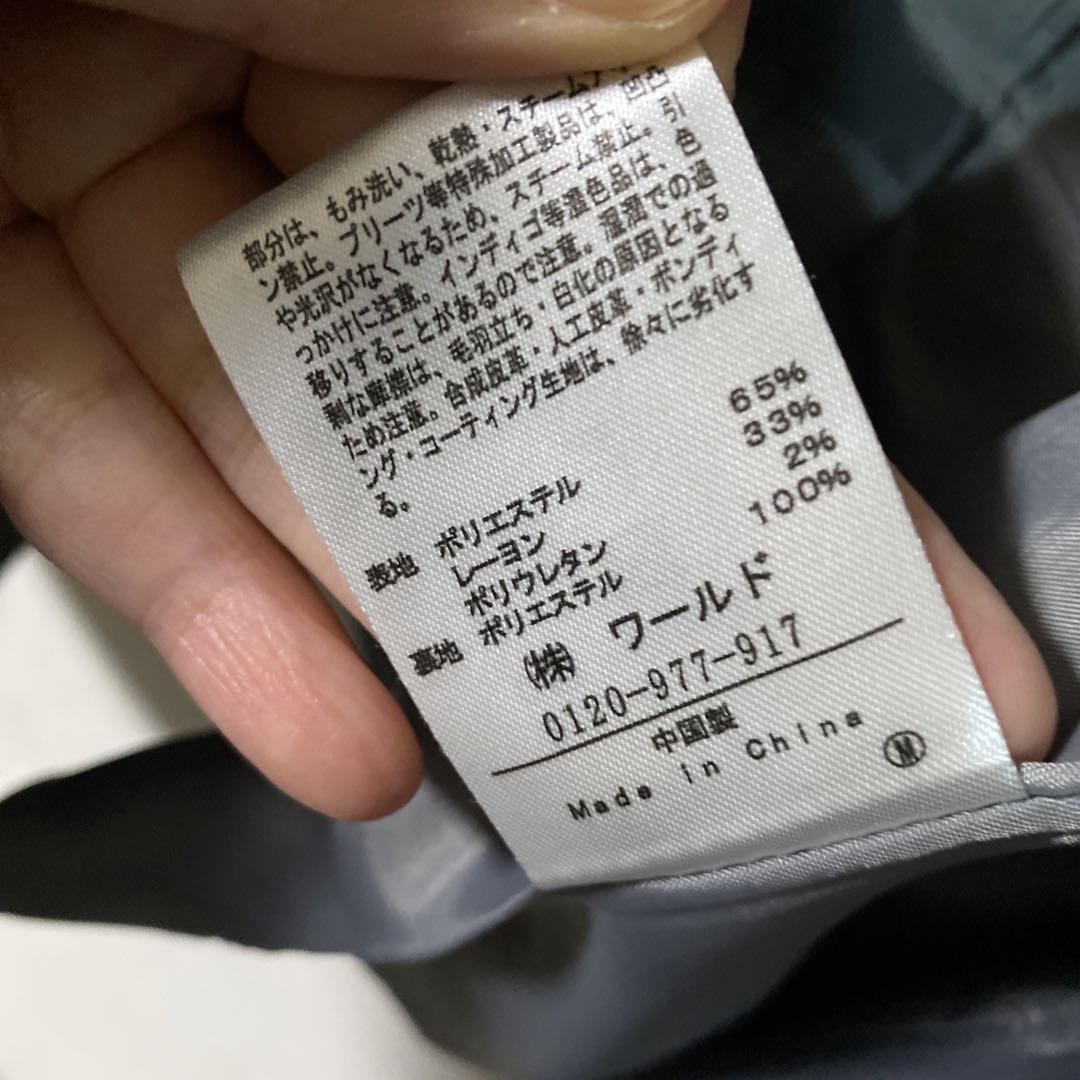 部分は、もみ洗い、乾熱・スチームアイロ
ン禁止。プリーツ等特殊加工製品は、凹凸
や光沢がなくなるため、スチーム禁止。引
っかけに注意。インディゴ等濃色品は、色
移りすることがあるので注意。湿潤での過
剰な摩擦は、毛羽立ち・白化の原因となる
ため注意。合成皮革・人工皮革・ボンディ
ング・コーティング生地は、徐々に劣化す
る。
表地 ポリエステル 65%
レーヨン 33%
ポリウレタン 2%
裏地 ポリエステル 100%
(株) ワールド
0120-977-917
中国製
Made in China
M